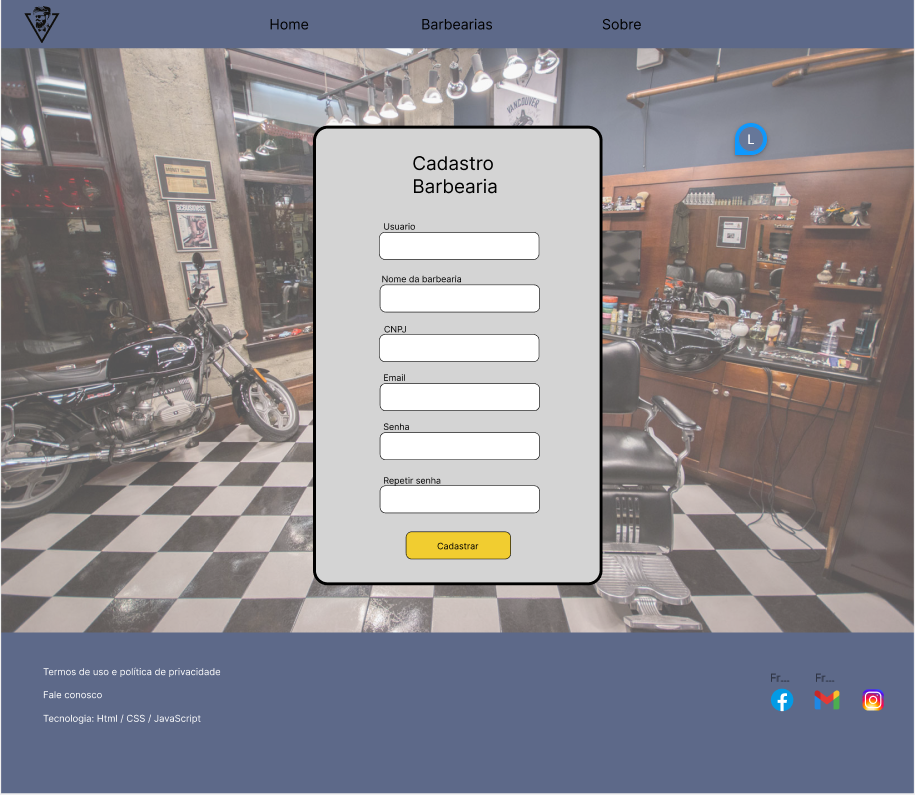 Home
Barbearias
Sobre
VANCOUVER
L
Cadastro
Barbearia
Usuario
Nome da barbearia
CNPJ
Email
Senha
Repetir senha
Cadastrar
Termos de uso e política de privacidade
Fale conosco
Tecnologia: Html / CSS / JavaScript
Fr...
Fr...